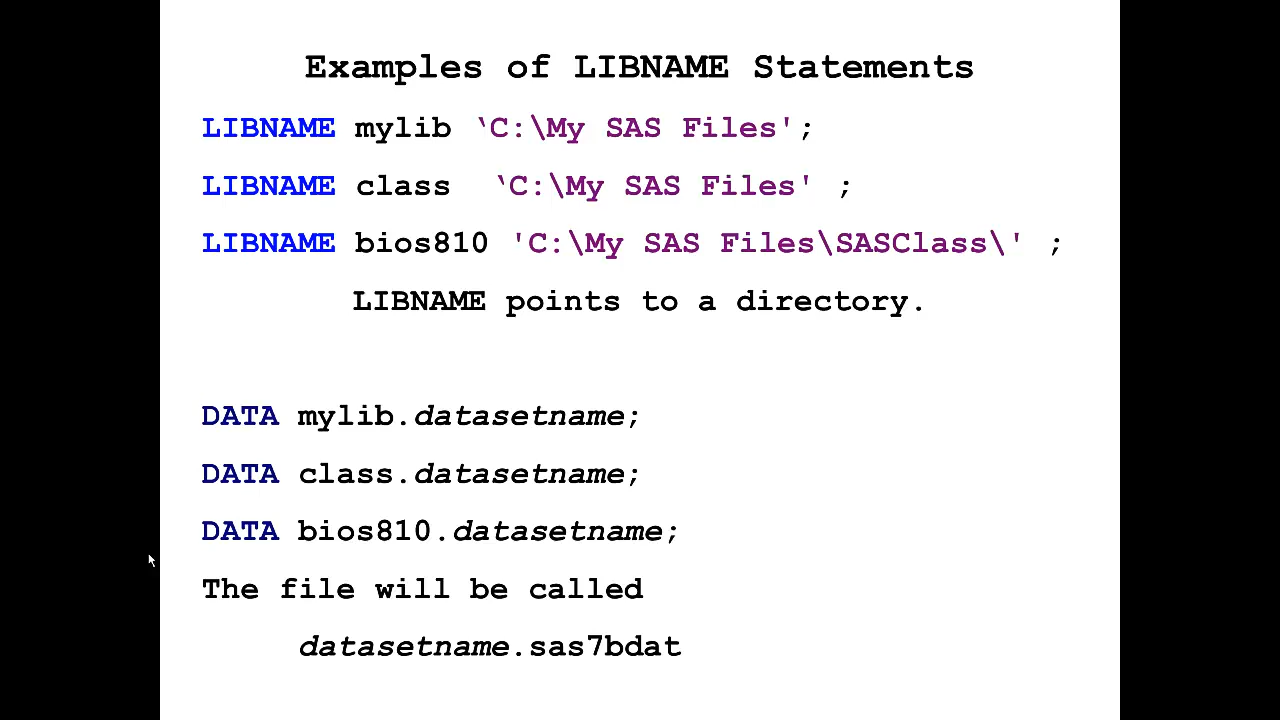 Examples of LIBNAME Statements
LIBNAME mylib ‘C:\My SAS Files';
LIBNAME class ‘C:\My SAS Files' ;
LIBNAME bios810 'C:\My SAS Files\SASClass\' ;
LIBNAME points to a directory.
DATA mylib.datasetname;
DATA class.datasetname;
DATA bios810.datasetname;
The file will be called
datasetname.sas7bdat